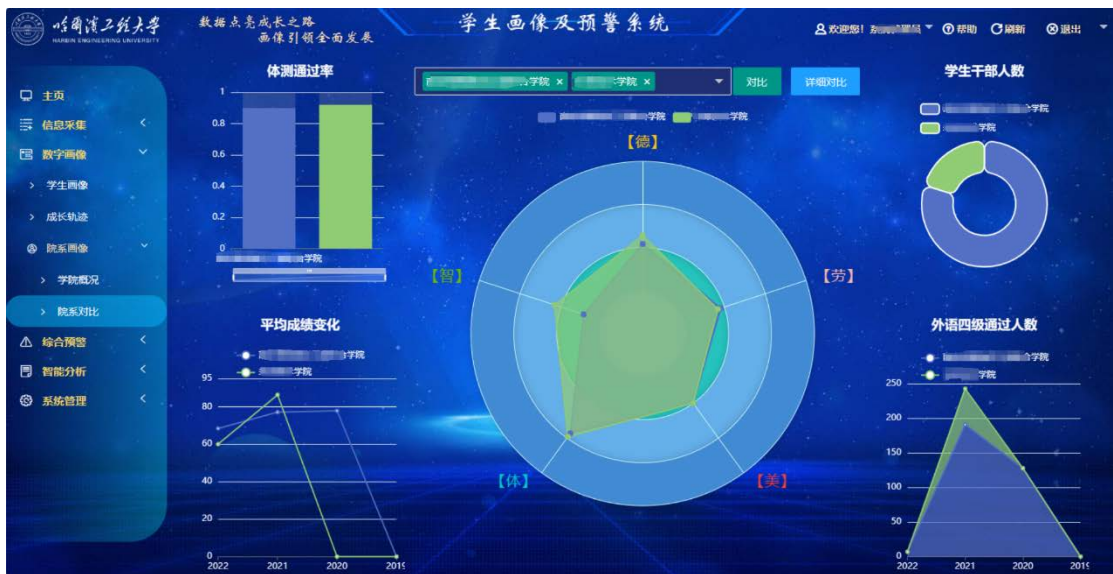 哈尔滨工程大学
HARBIN ENGINEERING UNIVERSITY
数据点亮成长之路
画像引领全面发展
学生画像及预警系统
欢迎您!
帮助
刷新
退出
主页
信息采集
数字画像
学生画像
成长轨迹
院系画像
学院概况
院系对比
综合预警
智能分析
系统管理
体测通过率
1
0.8
0.6
0.4
0.2
0
学院
平均成绩变化
学院
学院
95
80
60
40
20
0
2022 2021 2020 2019
学院 × 学院 ×
对比
详细对比
学院 学院
【德】
【智】
【劳】
【体】
【美】
学生干部人数
学院
学院
外语四级通过人数
学院
学院
250
200
150
100
50
0
2022 2021 2020 2019